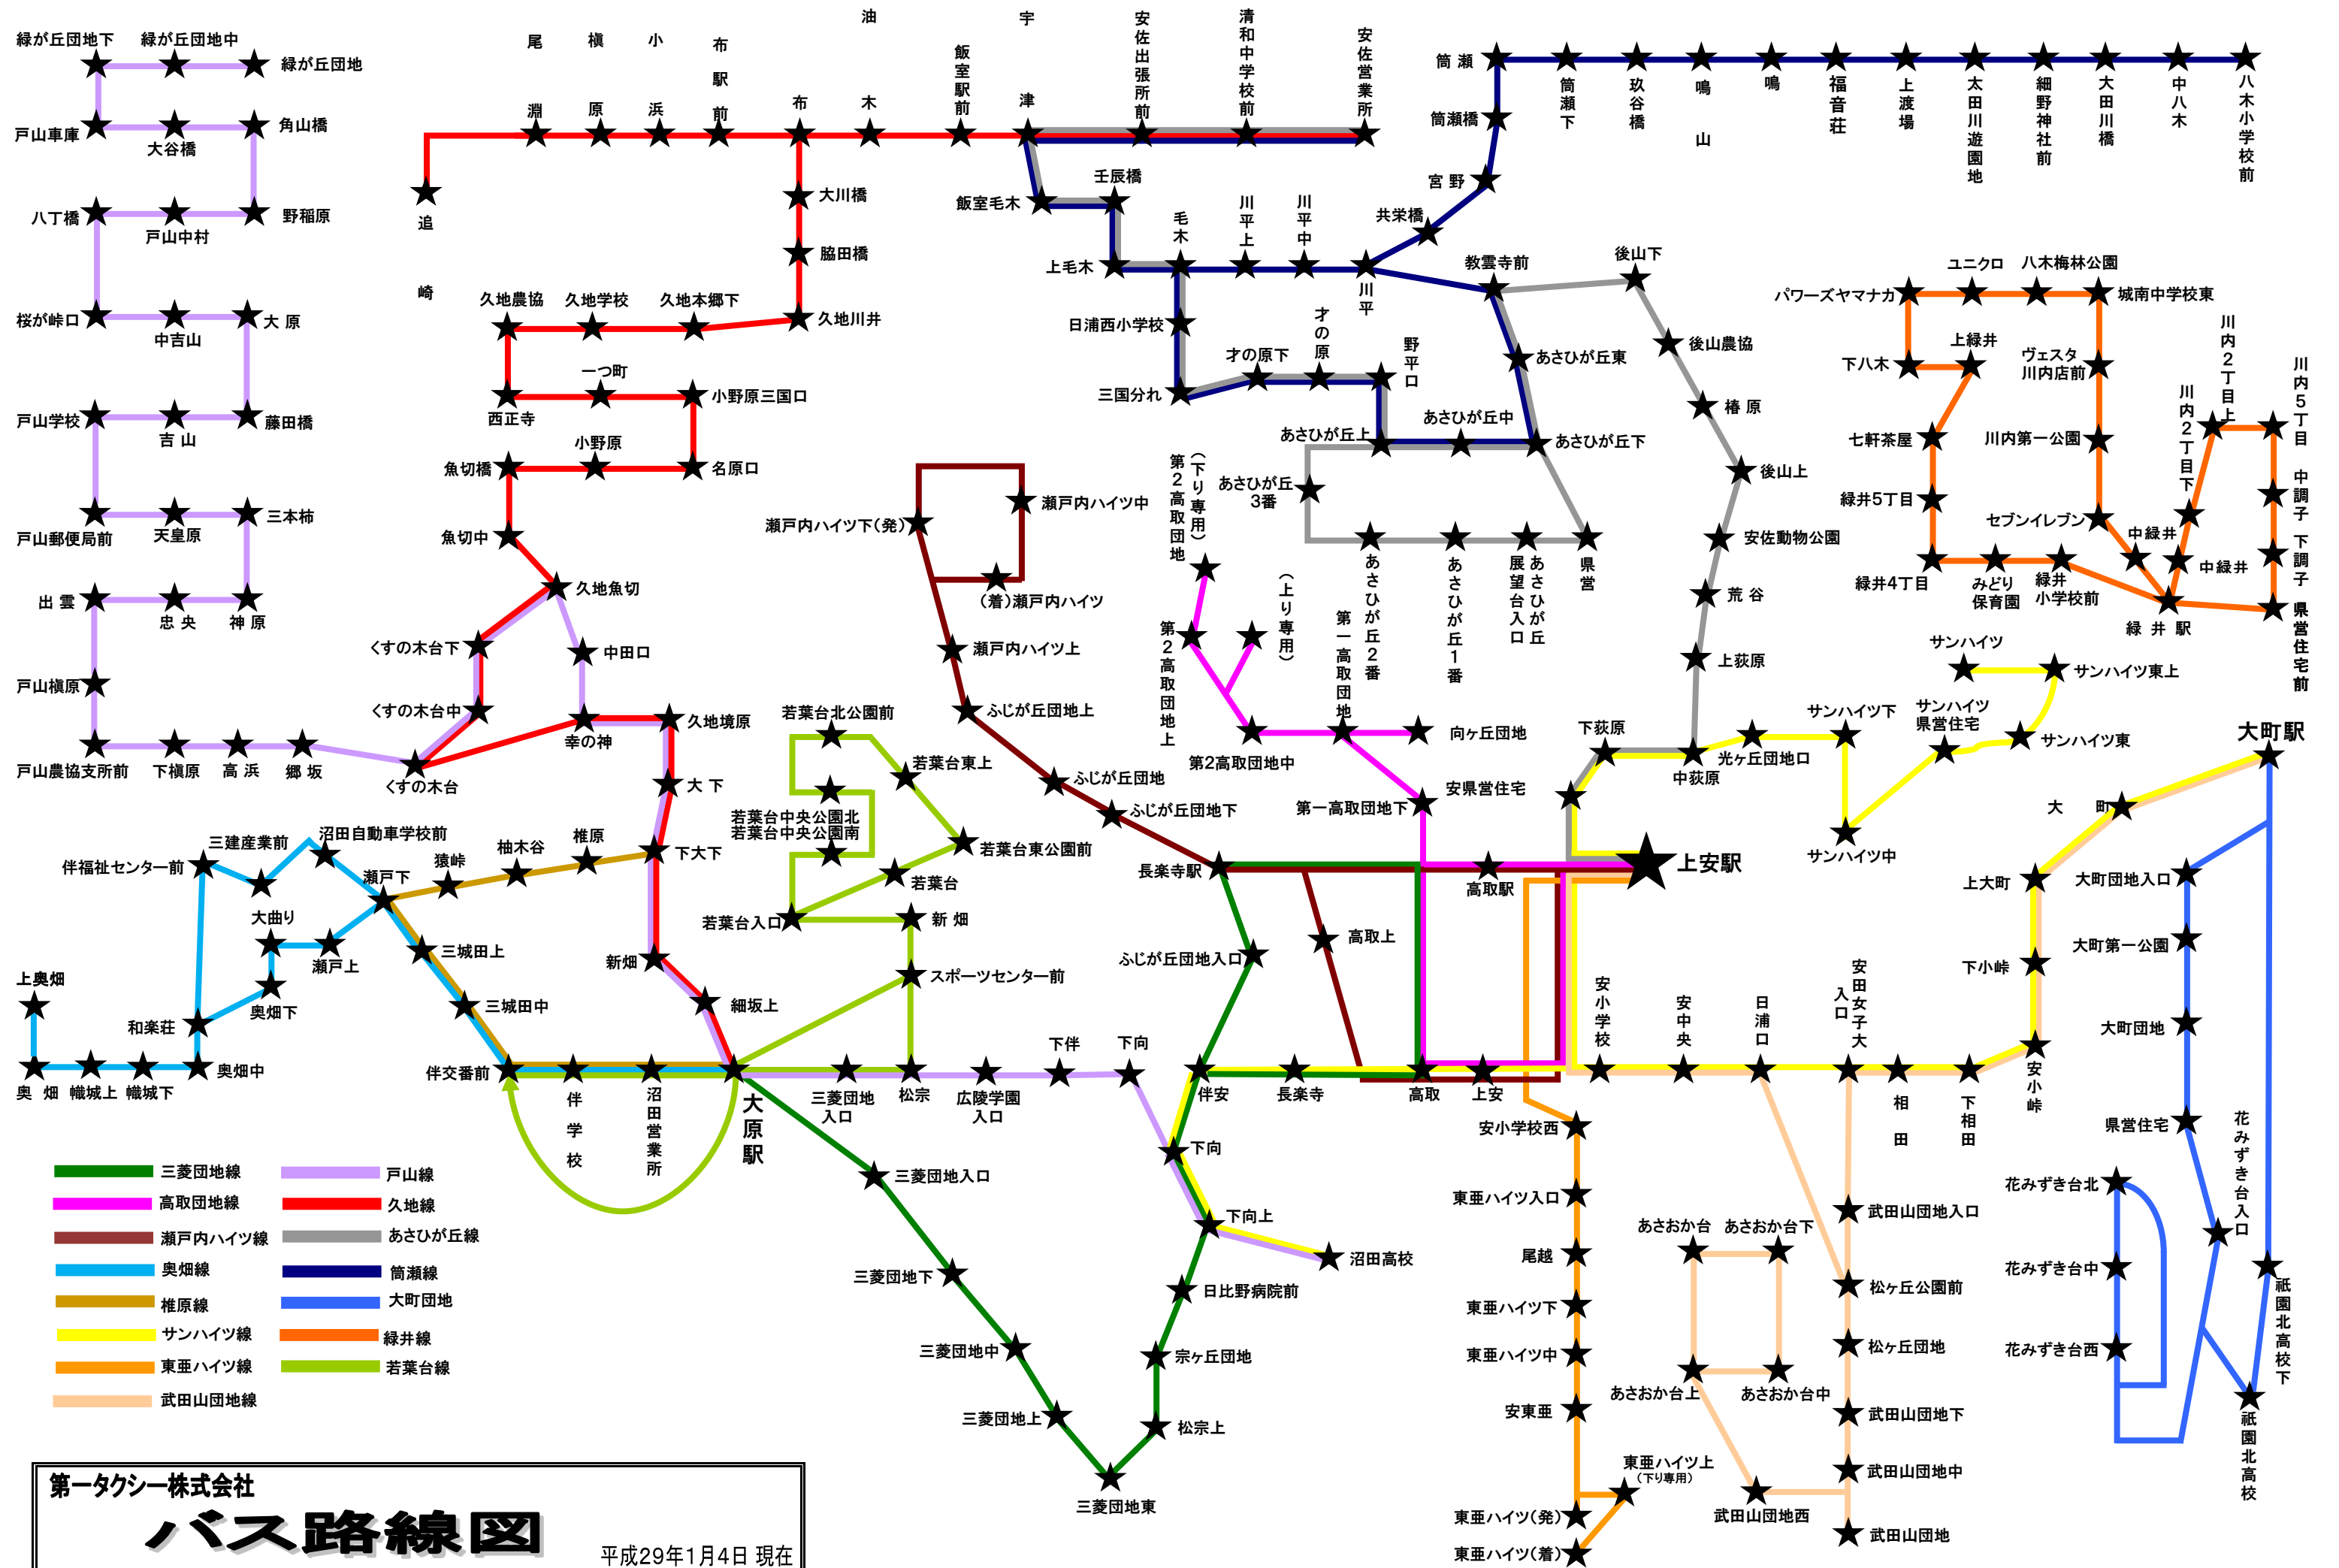 緑が丘団地下
緑が丘団地中
緑が丘団地
戸山車庫
大谷橋
角山橋
八丁橋
戸山中村
野稲原
桜が峠口
中吉山
大原
戸山学校
吉山
藤田橋
戸山郵便局前
天皇原
三本柿
出雲
忠央
神原
戸山槇原
戸山農協支所前
下槇原
高浜
郷坂
くすの木台
追崎
尾淵
槇原
小浜
布駅前
布
油木
飯室駅前
宇津
安佐出張所前
清和中学校前
安佐営業所
大川橋
脇田橋
久地川井
久地本郷下
久地学校
久地農協
西正寺
一つ町
小野原三国口
名原口
小野原
魚切橋
魚切中
久地魚切
くすの木台下
くすの木台中
中田口
幸の神
久地境原
大下
下大下
新畑
細坂上
飯室毛木
壬辰橋
上毛木
毛木
川平上
川平中
川平
共栄橋
宮野
筒瀬橋
筒瀬
筒瀬下
玖谷橋
鳴山
鳴
福音荘
上渡場
太田川遊園地
細野神社前
大田川橋
中八木
八木小学校前
日浦西小学校
三国分れ
才の原下
才の原
野平口
教雲寺前
あさひが丘東
あさひが丘上
あさひが丘中
あさひが丘下
あさひが丘
3番
あさひが丘2番
あさひが丘1番
あさひが丘
展望台入口
県営
後山下
後山農協
椿原
後山上
安佐動物公園
荒谷
上荻原
中荻原
下荻原
安県営住宅
パワーズヤマナカ
ユニクロ
八木梅林公園
城南中学校東
下八木
上緑井
ヴェスタ
川内店前
七軒茶屋
川内第一公園
緑井5丁目
セブンイレブン
緑井4丁目
みどり
保育園
緑井
小学校前
中緑井
中緑井
緑井駅
川内2丁目下
川内2丁目上
川内5丁目
中調子
下調子
県営住宅前
瀬戸内ハイツ下(発)
瀬戸内ハイツ中
(着)瀬戸内ハイツ
瀬戸内ハイツ上
ふじが丘団地上
ふじが丘団地
ふじが丘団地下
長楽寺駅
第2高取団地
(下り専用)
第2高取団地上
(上り専用)
第2高取団地中
第一高取団地
向ヶ丘団地
第一高取団地下
高取駅
上安駅
高取上
ふじが丘団地入口
光ヶ丘団地口
サンハイツ下
サンハイツ中
サンハイツ
県営住宅
サンハイツ東
サンハイツ東上
サンハイツ
大町駅
大町
上大町
下小峠
安小峠
大町団地入口
大町第一公園
大町団地
県営住宅
花みずき台入口
花みずき台北
花みずき台中
花みずき台西
祇園北高校下
祇園北高校
若葉台北公園前
若葉台東上
若葉台中央公園北
若葉台中央公園南
若葉台東公園前
若葉台
若葉台入口
新畑
スポーツセンター前
三建産業前
沼田自動車学校前
伴福祉センター前
猿峠
柚木谷
椎原
瀬戸下
大曲り
瀬戸上
奥畑下
和楽荘
上奥畑
奥畑
幟城上
幟城下
奥畑中
三城田上
三城田中
伴交番前
伴学校
沼田営業所
大原駅
三菱団地
入口
松宗
広陵学園
入口
下伴
下向
伴安
長楽寺
高取
上安
安小学校
安中央
日浦口
安田女子大
入口
相田
下相田
下向
下向上
沼田高校
日比野病院前
宗ヶ丘団地
松宗上
三菱団地東
三菱団地上
三菱団地中
三菱団地下
三菱団地入口
安小学校西
東亜ハイツ入口
尾越
東亜ハイツ下
東亜ハイツ中
安東亜
東亜ハイツ上
(下り専用)
東亜ハイツ(発)
東亜ハイツ(着)
あさおか台
あさおか台下
あさおか台上
あさおか台中
武田山団地入口
松ヶ丘公園前
松ヶ丘団地
武田山団地下
武田山団地中
武田山団地西
武田山団地
三菱団地線
戸山線
高取団地線
久地線
瀬戸内ハイツ線
あさひが丘線
奥畑線
筒瀬線
椎原線
大町団地
サンハイツ線
緑井線
東亜ハイツ線
若葉台線
武田山団地線
第一タクシー株式会社
バス路線図
平成29年1月4日 現在